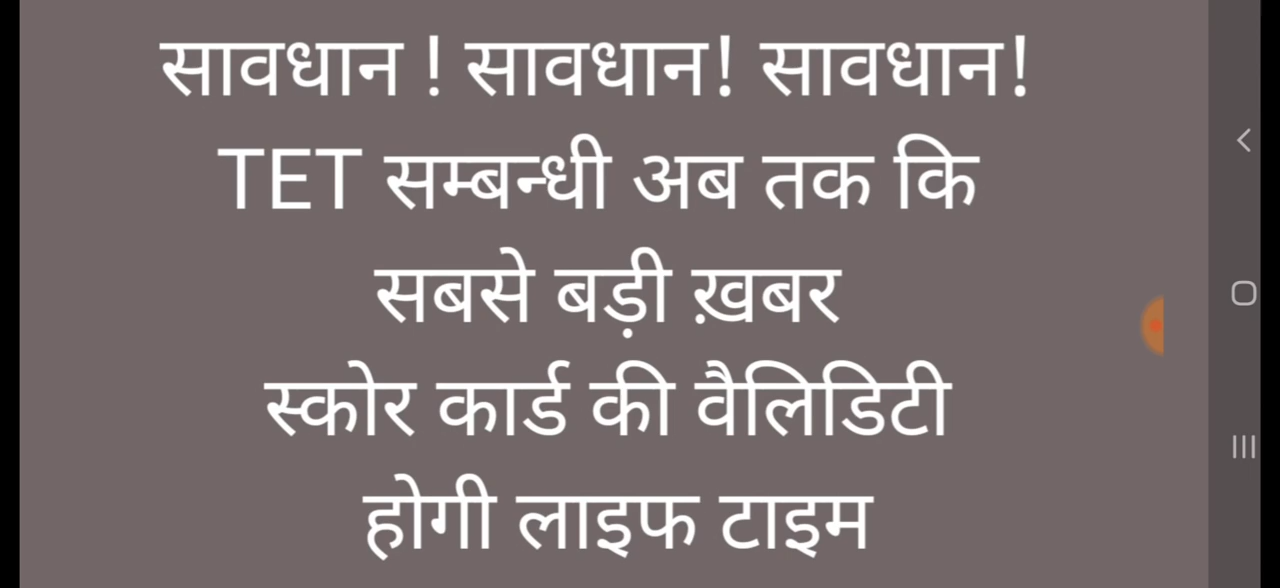 सावधान ! सावधान! सावधान!
TET सम्बन्धी अब तक कि
सबसे बड़ी ख़बर
स्कोर कार्ड की वैलिडिटी
होगी लाइफ टाइम